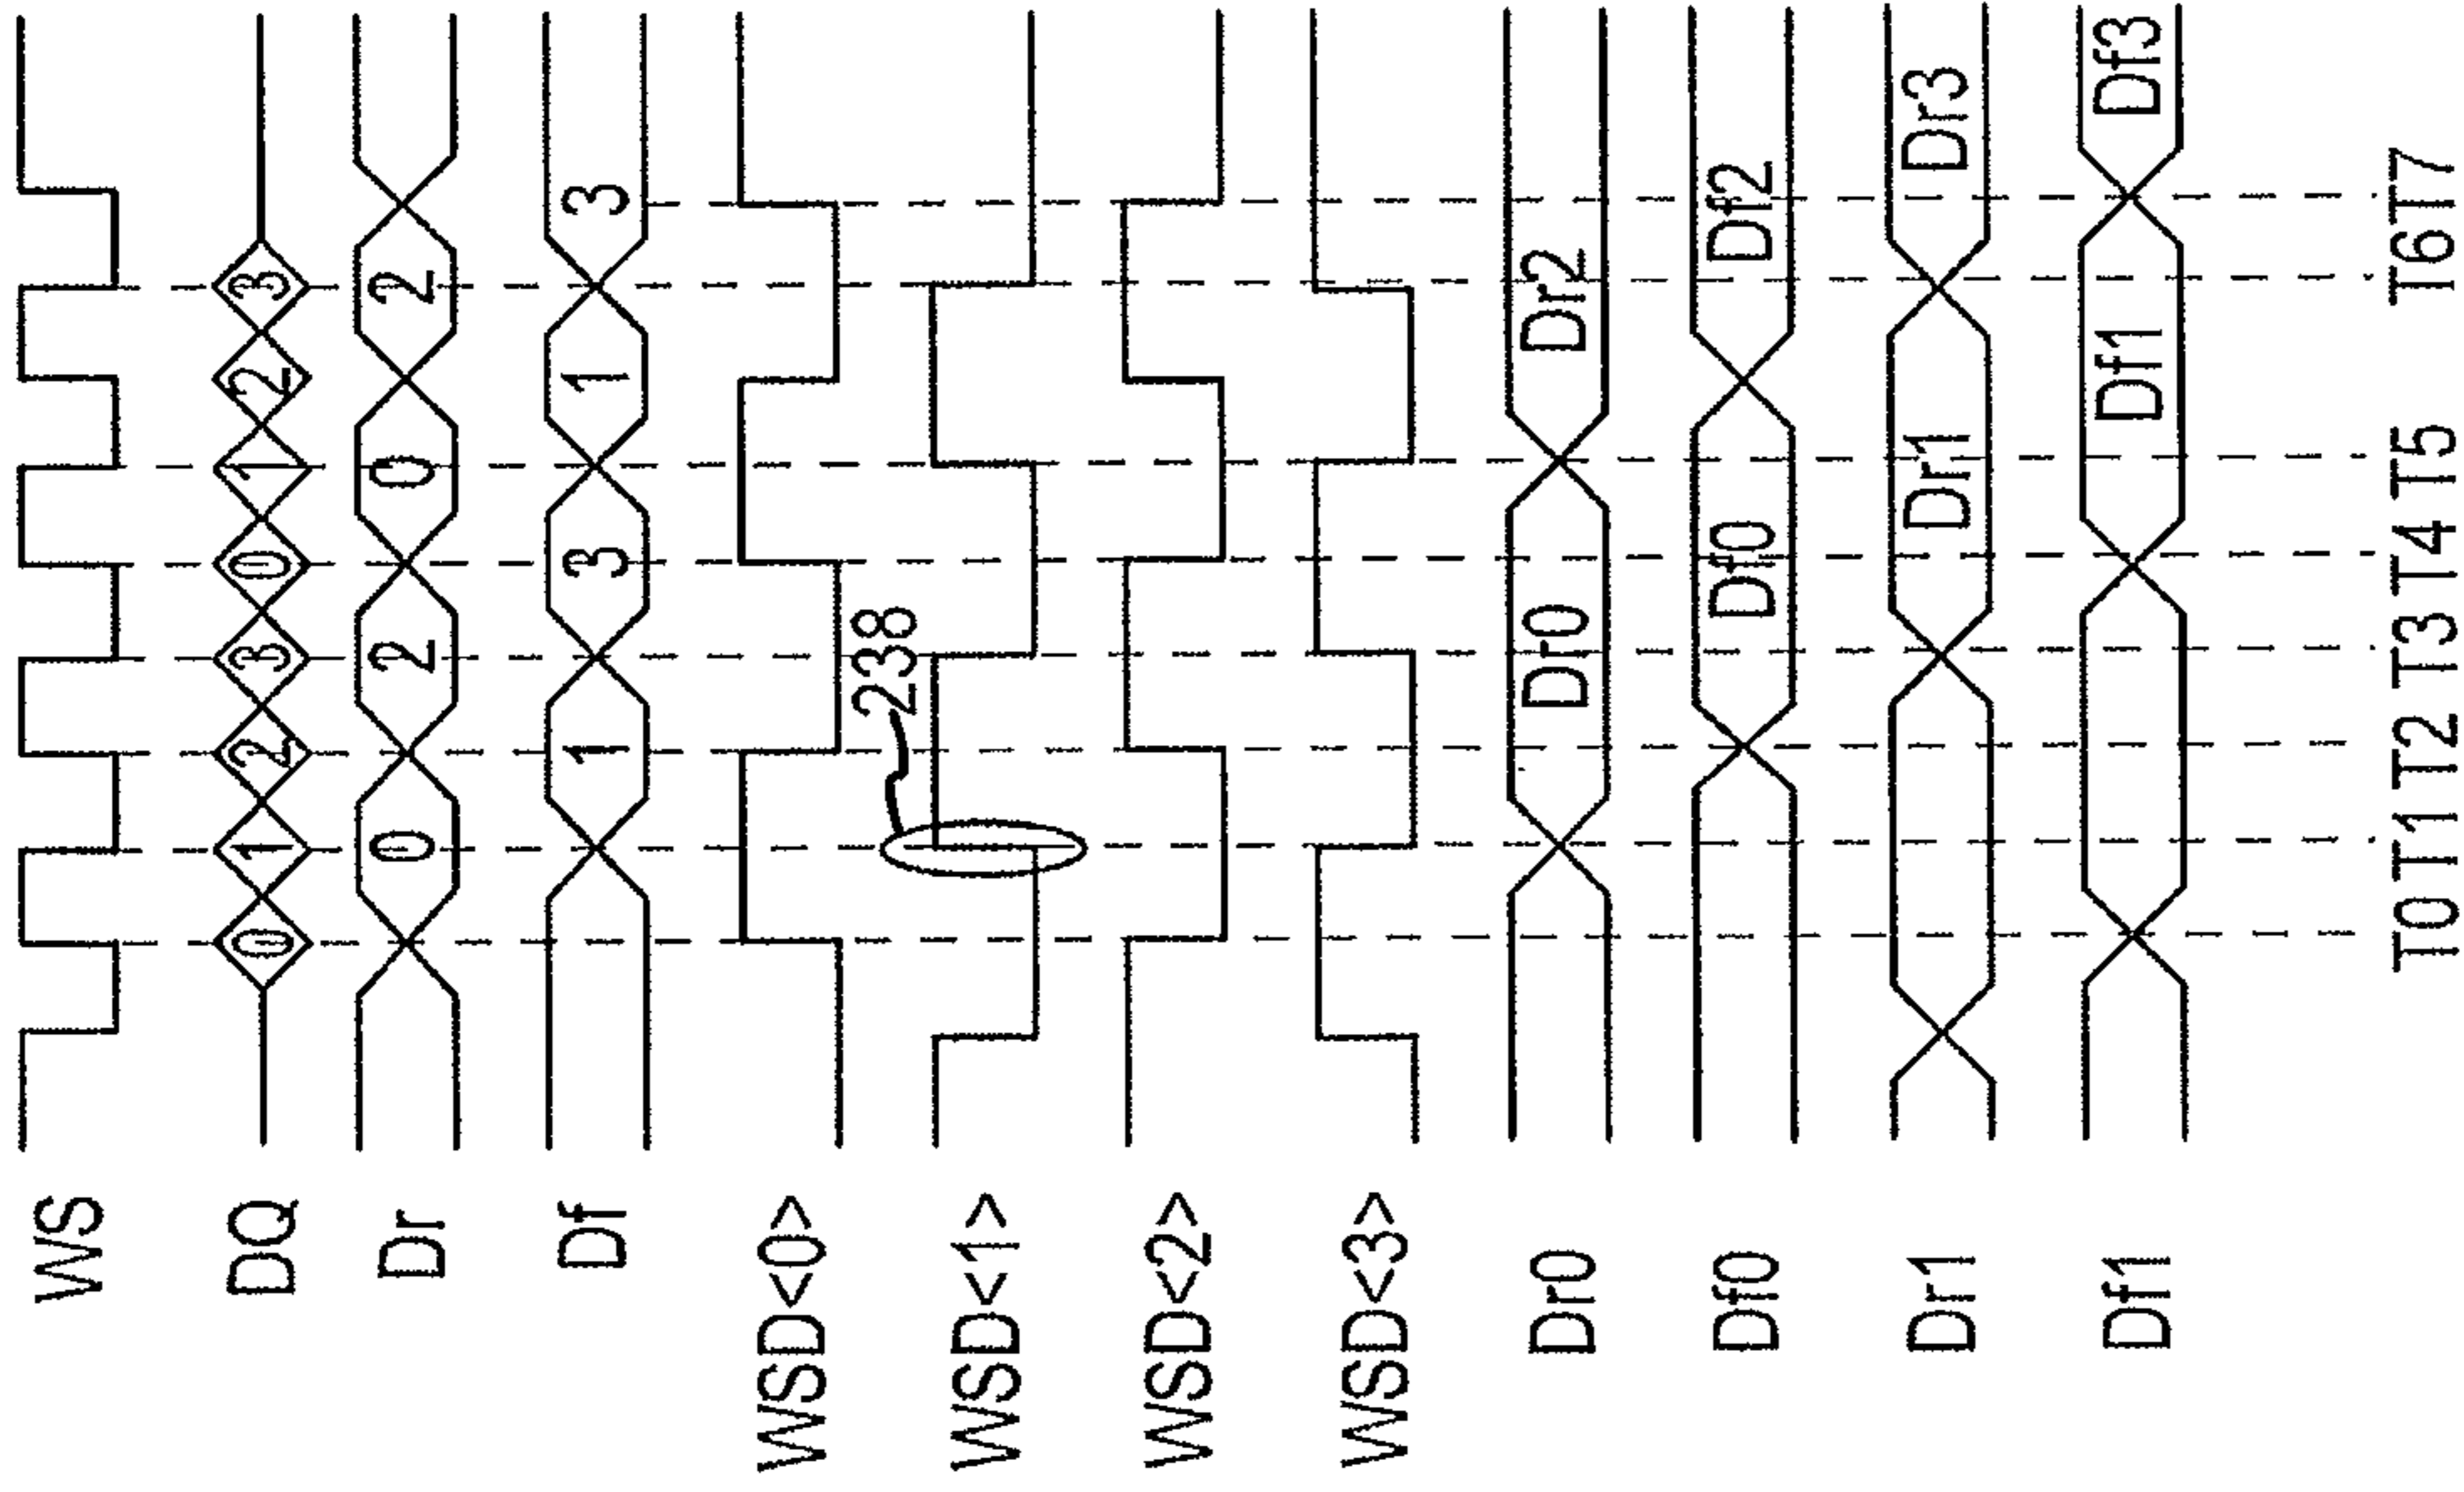 WS
DQ 0 1 2 3 0 1 2 3
Dr 0 2 0 2
Df 1 3 1 3
WSD<0>
238
WSD<1>
WSD<2>
WSD<3>
Dr0 Dr0 Dr2
Df0 Df0 Df2
Dr1 Dr1 Dr3
Df1 Df1 Df3
T0 T1 T2 T3 T4 T5 T6 T7